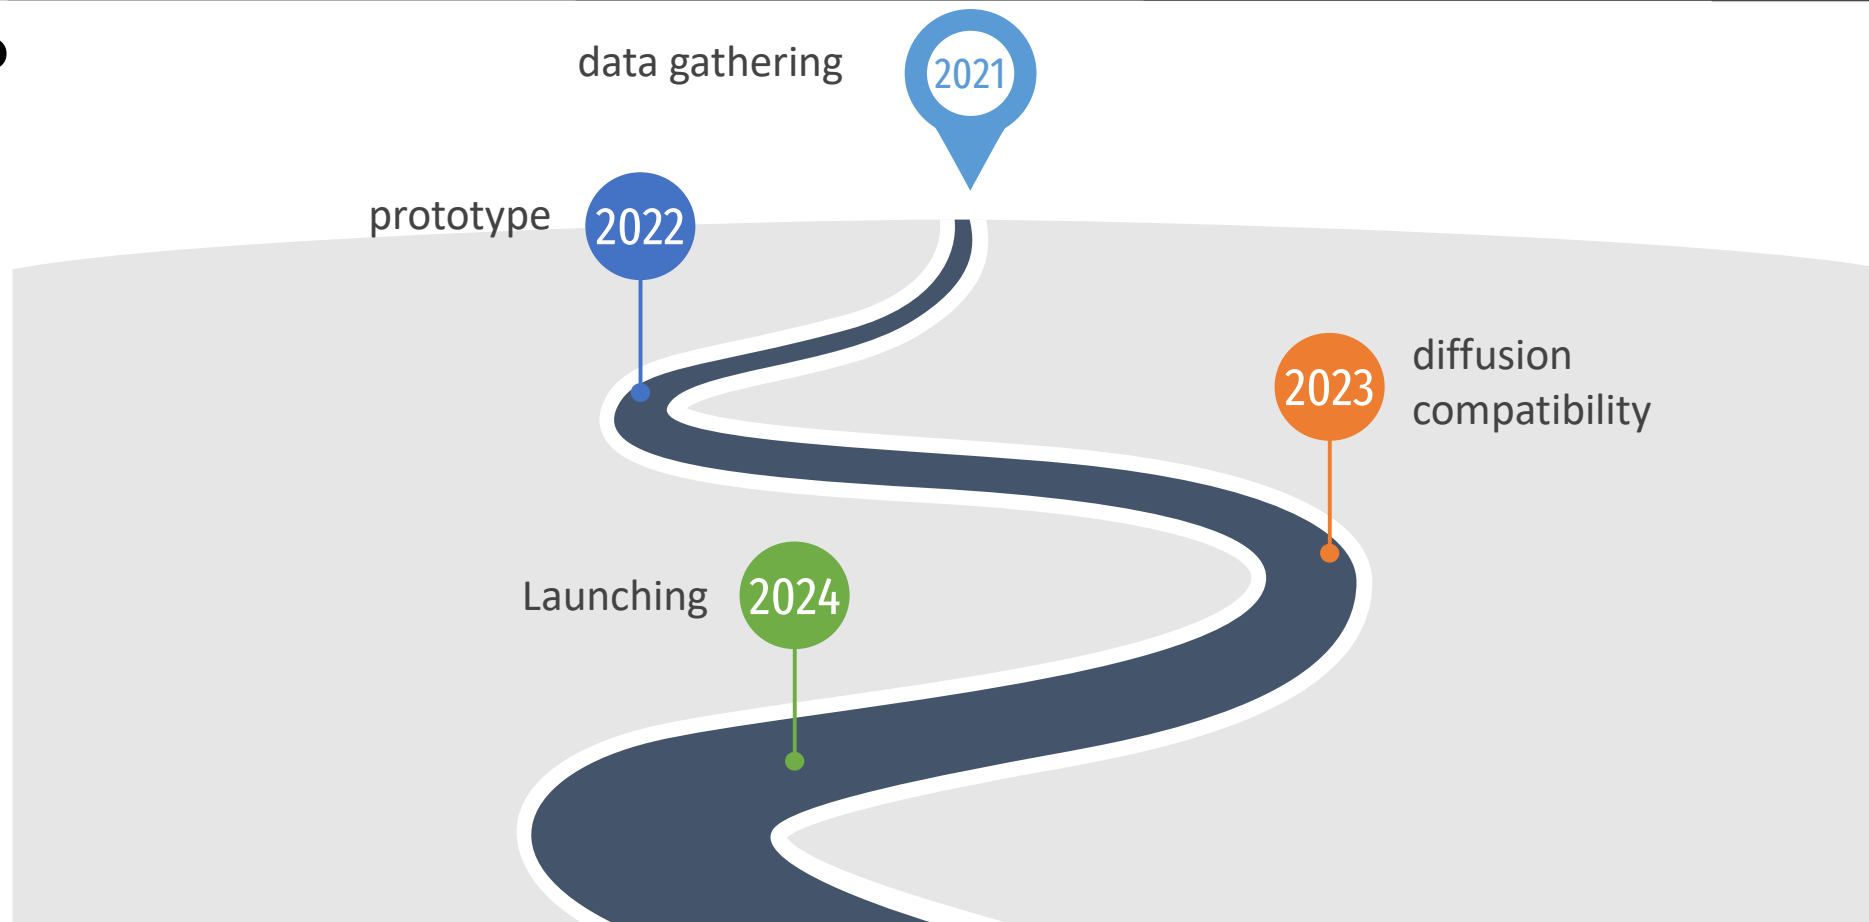 data gathering
2021
prototype
2022
2023
diffusion
compatibility
Launching
2024